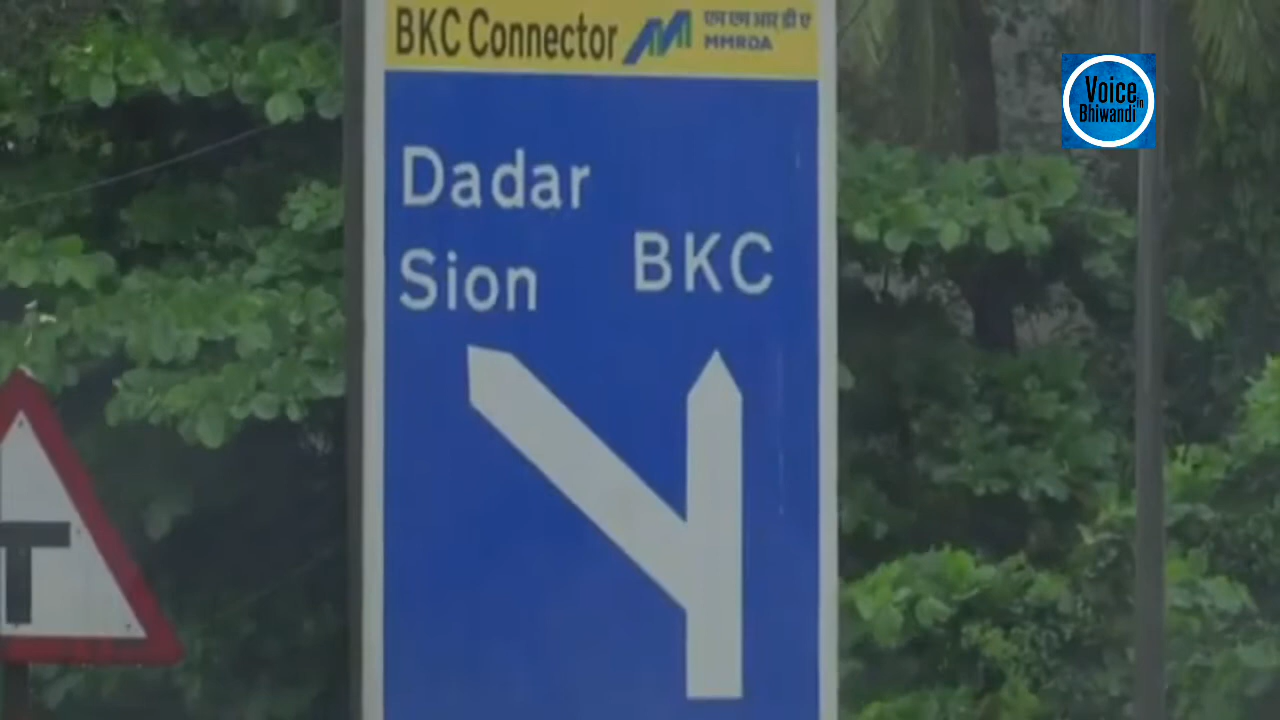 BKC Connector
एम एम आर डी ए
MMRDA
Dadar
Sion
BKC
Voice
in
Bhiwandi